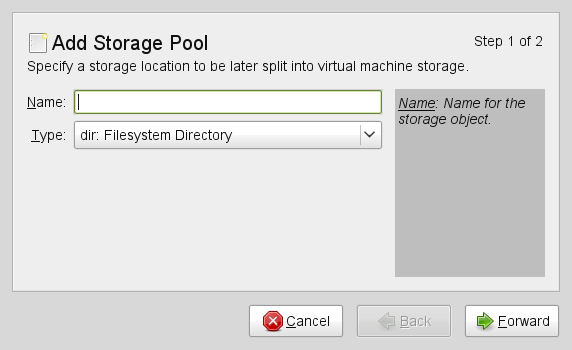 Add Storage Pool
Step 1 of 2
Specify a storage location to be later split into virtual machine storage.
Name:
Type: dir: Filesystem Directory
Name: Name for the
storage object.
Cancel
Back
Forward